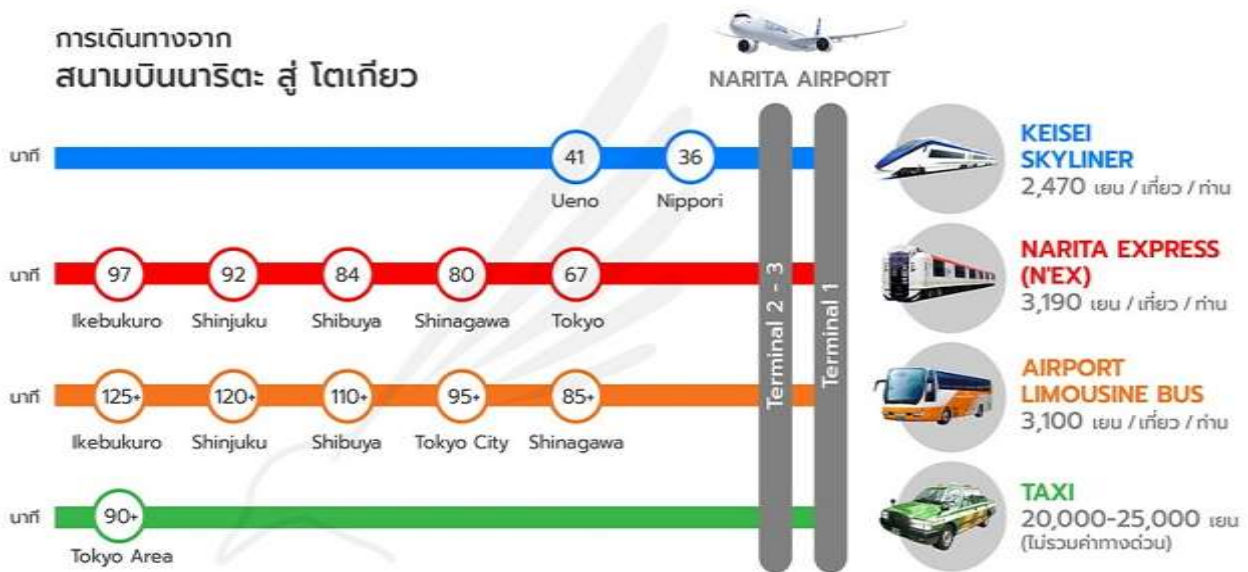 การเดินทางจาก
สนามบินนาริตะ สู่ โตเกียว
NARITA AIRPORT
นาที
41
36
Ueno
Nippori
KEISEI
SKYLINER
2,470 เยน / เที่ยว / ท่าน
นาที
97
92
84
80
67
Ikebukuro
Shinjuku
Shibuya
Shinagawa
Tokyo
NARITA EXPRESS
(N'EX)
3,190 เยน / เที่ยว / ท่าน
Terminal 2 - 3
Terminal 1
นาที
125+
120+
110+
95+
85+
Ikebukuro
Shinjuku
Shibuya
Tokyo City
Shinagawa
AIRPORT
LIMOUSINE BUS
3,100 เยน / เที่ยว / ท่าน
นาที
90+
Tokyo Area
TAXI
20,000-25,000 เยน
(ไม่รวมค่าทางด่วน)